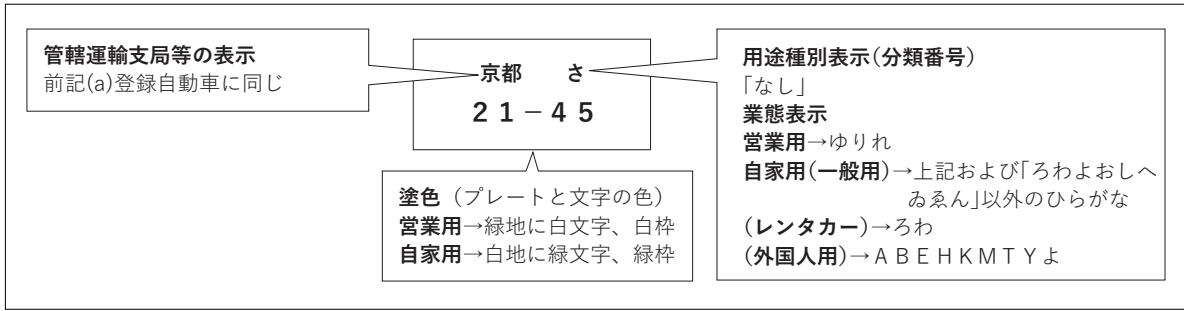 管轄運輸支局等の表示
前記(a)登録自動車に同じ
京都　さ
２１－４５
塗色（プレートと文字の色）
営業用→緑地に白文字、白枠
自家用→白地に緑文字、緑枠
用途種別表示(分類番号)
「なし」
業態表示
営業用→ゆりれ
自家用(一般用)→上記および「ろわよおしへ
ゐゑん」以外のひらがな
(レンタカー)→ろわ
(外国人用)→ＡＢＥＨＫＭＴＹよ